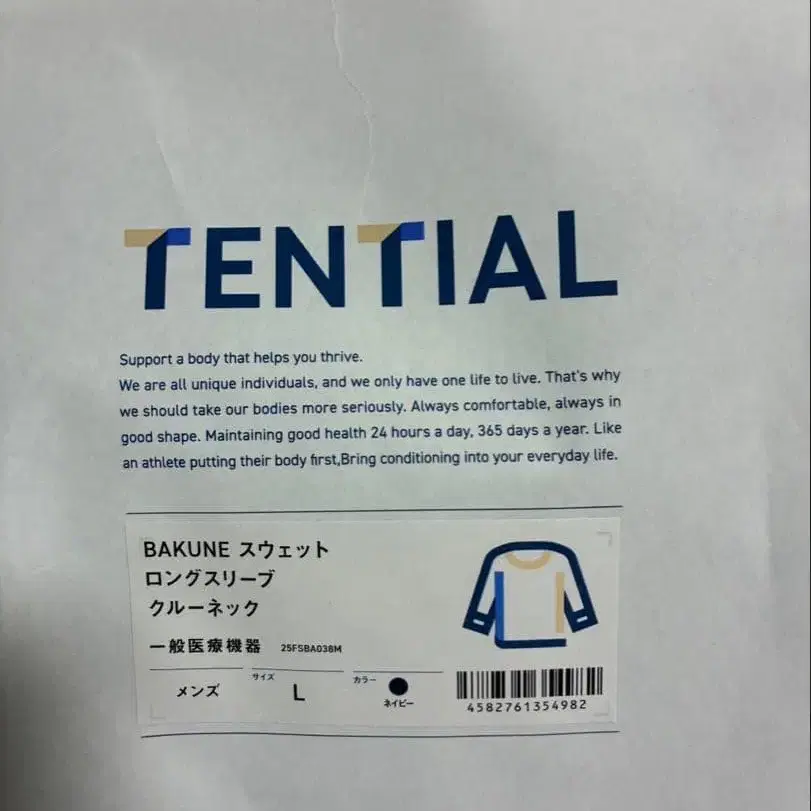 TENTIAL
Support a body that helps you thrive.
We are all unique individuals, and we only have one life to live. That's why
we should take our bodies more seriously. Always comfortable, always in
good shape. Maintaining good health 24 hours a day, 365 days a year. Like
an athlete putting their body first,Bring conditioning into your everyday life.
BAKUNE スウェット
ロングスリーブ
クルーネック
一般医療機器 25FSBA038M
メンズ サイズ L カラー ネイビー
4582761354982